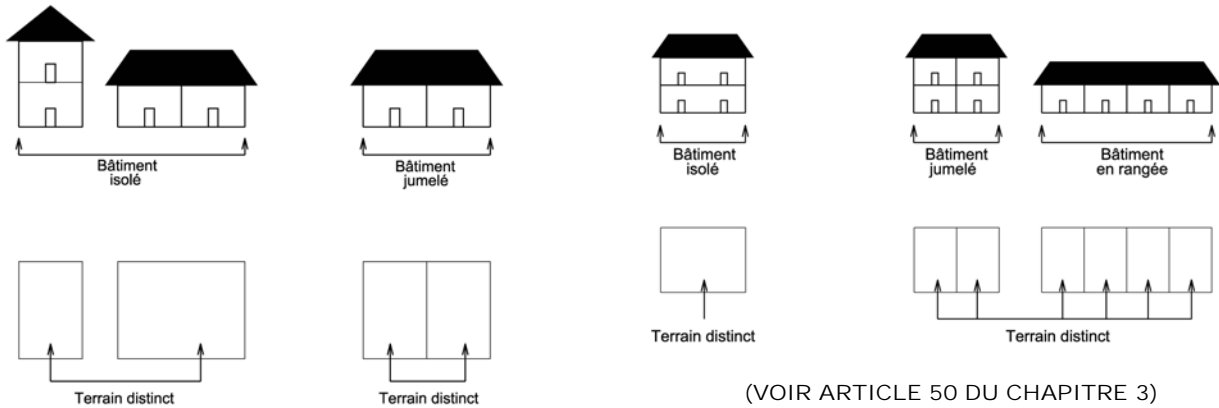 Bâtiment
isolé
Bâtiment
jumelé
Bâtiment
isolé
Bâtiment
jumelé
Bâtiment
en rangée
Terrain distinct
Terrain distinct
Terrain distinct
Terrain distinct
(VOIR ARTICLE 50 DU CHAPITRE 3)